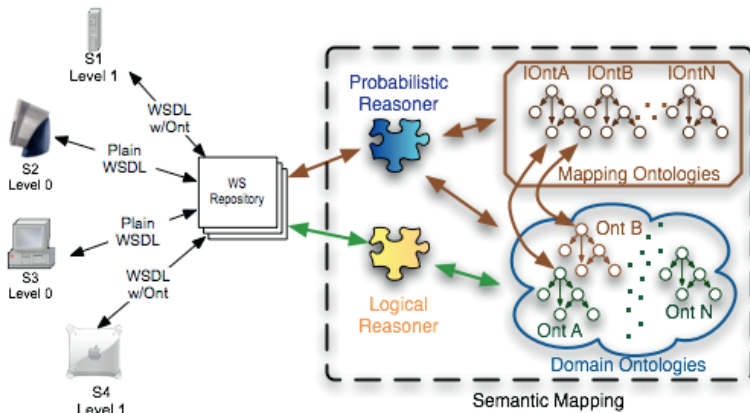 S1
Level 1
WSDL
w/Ont
S2
Level 0
Plain
WSDL
WS
Repository
Plain
WSDL
S3
Level 0
WSDL
w/Ont
S4
Level 1
Probabilistic
Reasoner
Logical
Reasoner
IOntA IOntB IOntN
Mapping Ontologies
Ont B
Ont A
Ont N
Domain Ontologies
Semantic Mapping